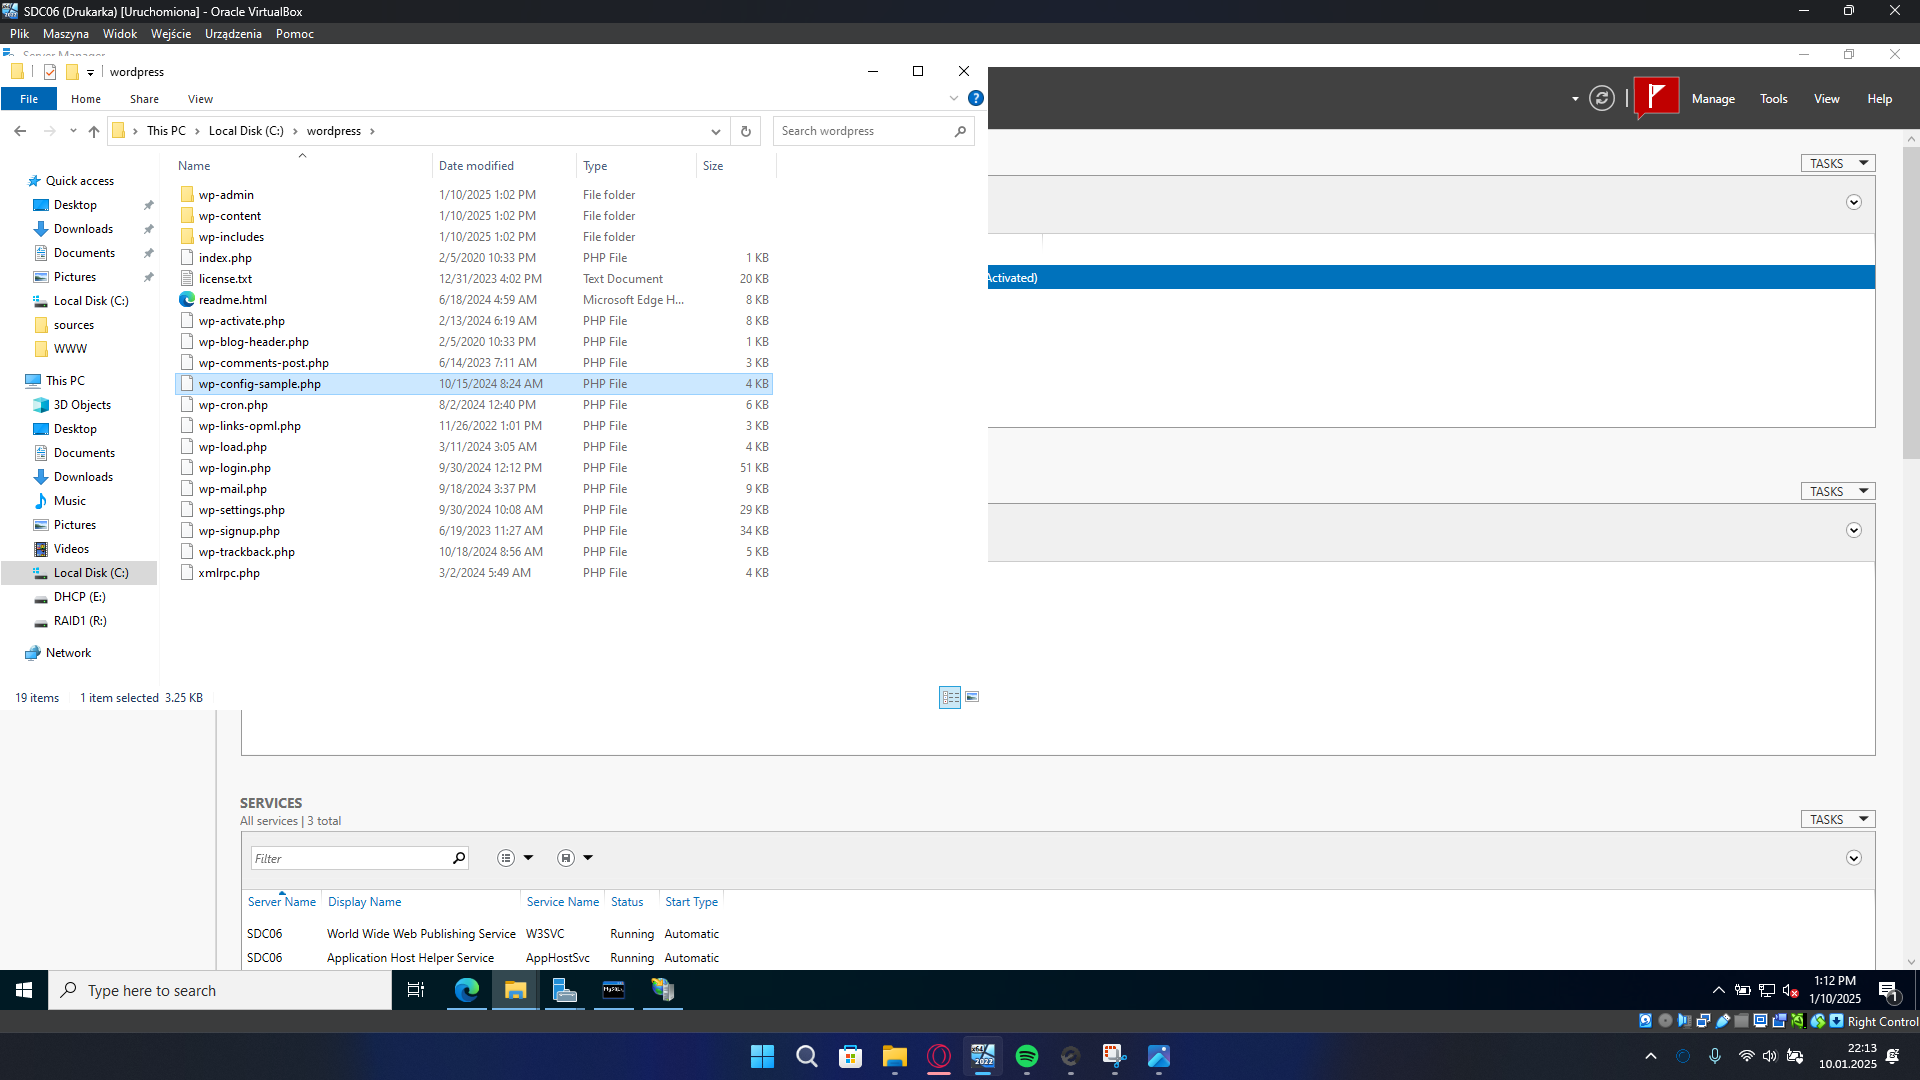 SDC06 (Drukarka) [Uruchomiona] - Oracle VirtualBox
Plik Maszyna Widok Wejście Urządzenia Pomoc
Server Manager
wordpress
File Home Share View
Manage Tools View Help
This PC Local Disk (C:) wordpress
Search wordpress
Name Date modified Type Size
TASKS
Quick access
Desktop
Downloads
Documents
Pictures
Local Disk (C:)
sources
WWW
This PC
3D Objects
Desktop
Documents
Downloads
Music
Pictures
Videos
Local Disk (C:)
DHCP (E:)
RAID1 (R:)
Network
wp-admin 1/10/2025 1:02 PM File folder
wp-content 1/10/2025 1:02 PM File folder
wp-includes 1/10/2025 1:02 PM File folder
index.php 2/5/2020 10:33 PM PHP File 1 KB
license.txt 12/31/2023 4:02 PM Text Document 20 KB
readme.html 6/18/2024 4:59 AM Microsoft Edge H... 8 KB
wp-activate.php 2/13/2024 6:19 AM PHP File 8 KB
wp-blog-header.php 2/5/2020 10:33 PM PHP File 1 KB
wp-comments-post.php 6/14/2023 7:11 AM PHP File 3 KB
wp-config-sample.php 10/15/2024 8:24 AM PHP File 4 KB
wp-cron.php 8/2/2024 12:40 PM PHP File 6 KB
wp-links-opml.php 11/26/2022 1:01 PM PHP File 3 KB
wp-load.php 3/11/2024 3:05 AM PHP File 4 KB
wp-login.php 9/30/2024 12:12 PM PHP File 51 KB
wp-mail.php 9/18/2024 3:37 PM PHP File 9 KB
wp-settings.php 9/30/2024 10:08 AM PHP File 29 KB
wp-signup.php 6/19/2023 11:27 AM PHP File 34 KB
wp-trackback.php 10/18/2024 8:56 AM PHP File 5 KB
xmlrpc.php 3/2/2024 5:49 AM PHP File 4 KB
Activated)
TASKS
19 items 1 item selected 3.25 KB
SERVICES
All services | 3 total
TASKS
Filter
Server Name Display Name Service Name Status Start Type
SDC06 World Wide Web Publishing Service W3SVC Running Automatic
SDC06 Application Host Helper Service AppHostSvc Running Automatic
Type here to search
MySQL
1:12 PM
1/10/2025
1
Right Control
2022
22:13
10.01.2025